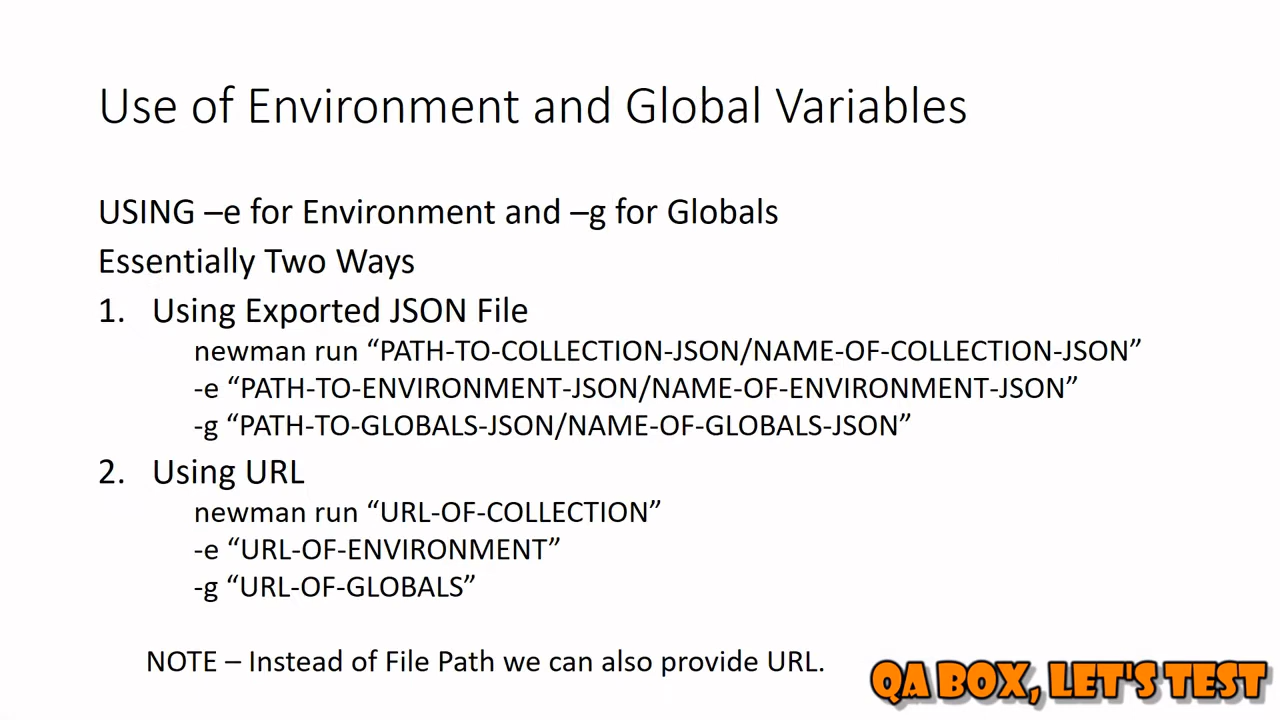 Use of Environment and Global Variables
USING –e for Environment and –g for Globals
Essentially Two Ways
1. Using Exported JSON File
newman run “PATH-TO-COLLECTION-JSON/NAME-OF-COLLECTION-JSON”
-e “PATH-TO-ENVIRONMENT-JSON/NAME-OF-ENVIRONMENT-JSON”
-g “PATH-TO-GLOBALS-JSON/NAME-OF-GLOBALS-JSON”
2. Using URL
newman run “URL-OF-COLLECTION”
-e “URL-OF-ENVIRONMENT”
-g “URL-OF-GLOBALS”
NOTE – Instead of File Path we can also provide URL.
QA BOX, LET'S TEST